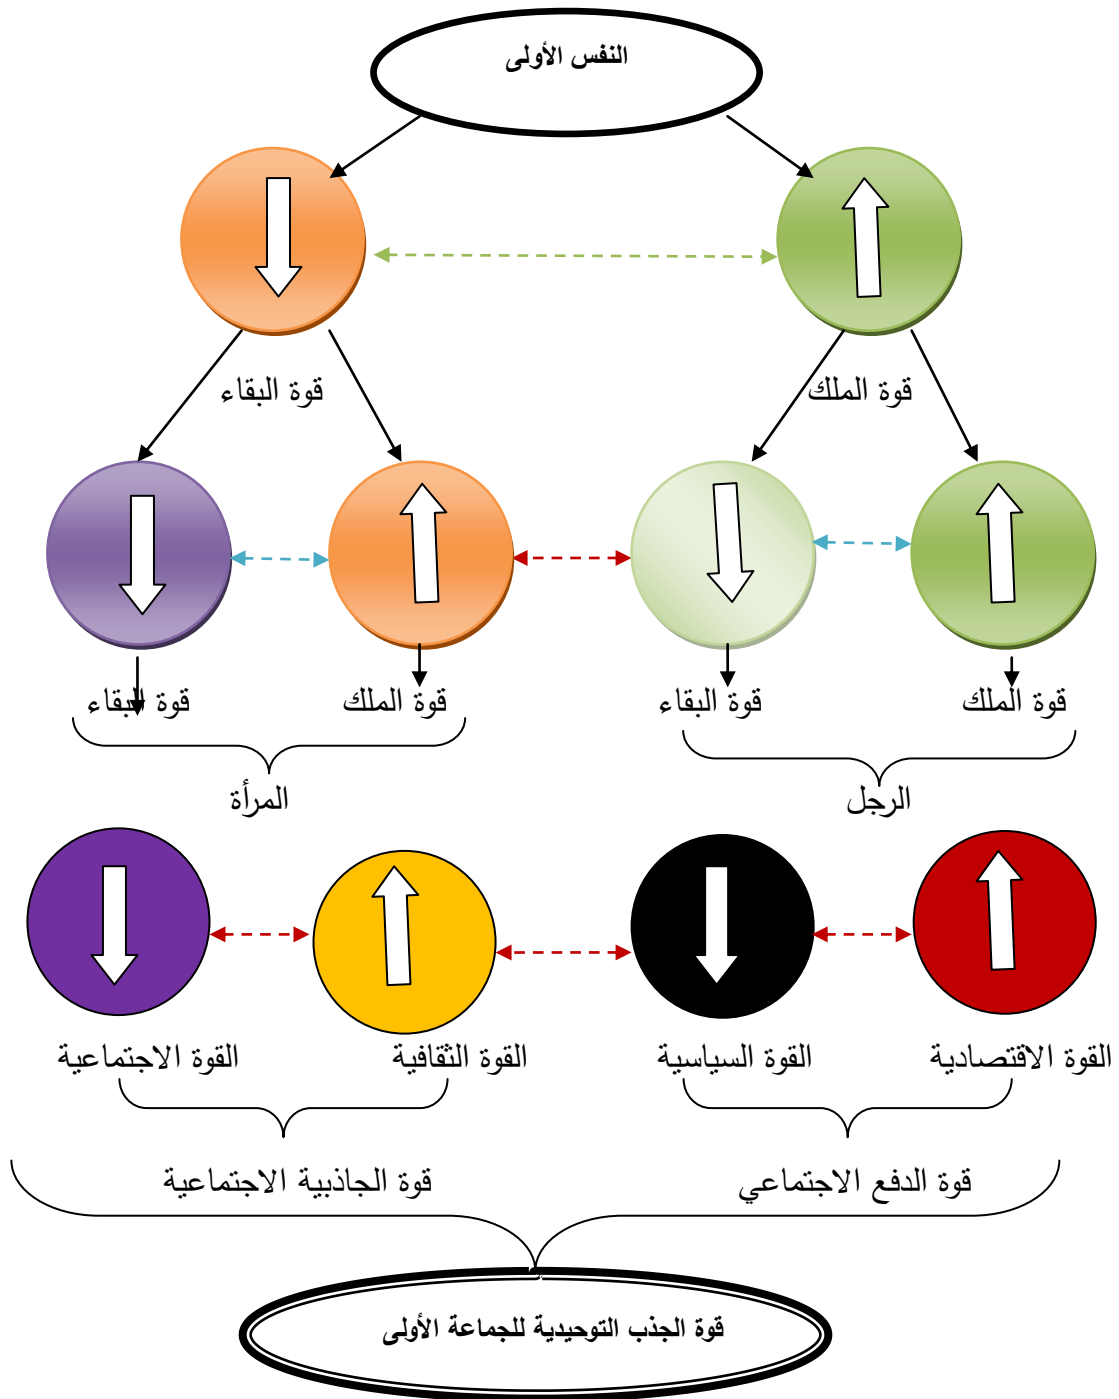 النفس الأولى
قوة الملك
قوة البقاء
قوة الملك
قوة البقاء
قوة الملك
قوة البقاء
الرجل
المرأة
القوة الاقتصادية
القوة السياسية
القوة الثقافية
القوة الاجتماعية
قوة الدفع الاجتماعي
قوة الجاذبية الاجتماعية
قوة الجذب التوحيدية للجماعة الأولى